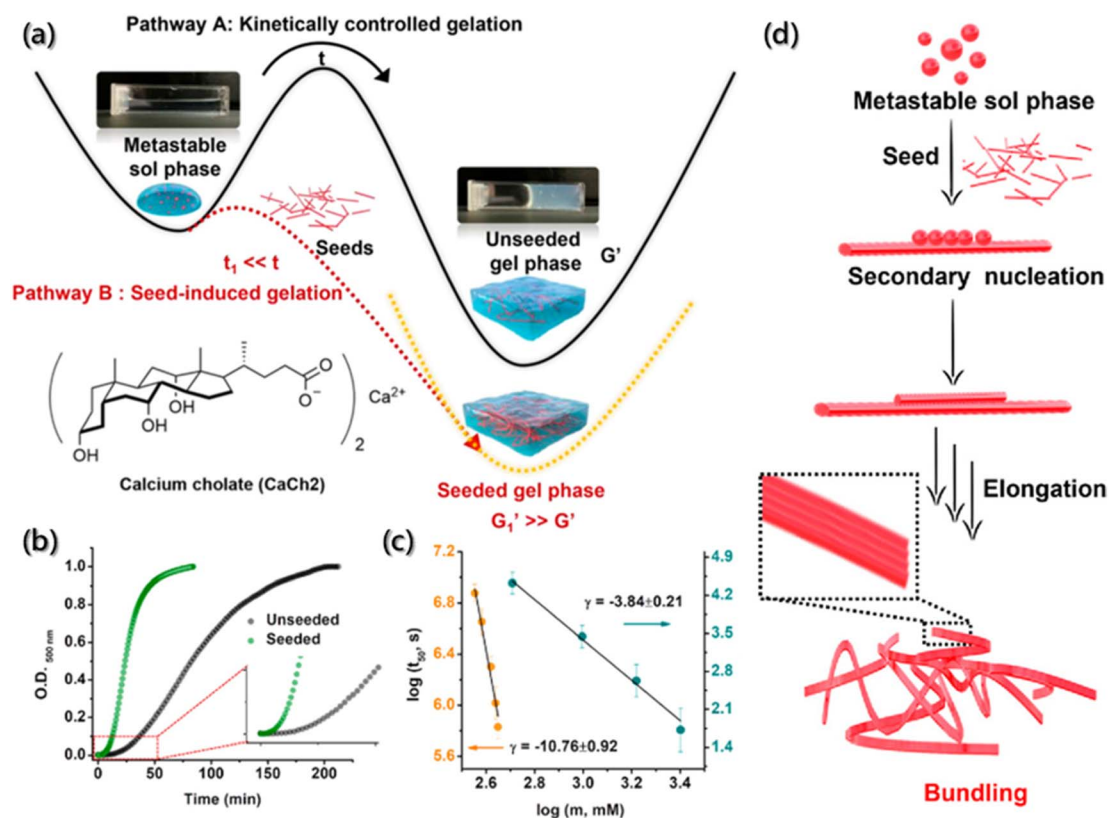 (a)
Pathway A: Kinetically controlled gelation
t
Metastable
sol phase
Seeds
t₁ << t
Pathway B : Seed-induced gelation
Unseeded
gel phase
G'
O
O⁻
Ca²⁺
2
OH
OH
OH
Calcium cholate (CaCh2)
Seeded gel phase
G₁' >> G'
(b)
1.0
0.8
0.6
0.4
0.2
0.0
O.D. 500 nm
Unseeded
Seeded
0
50
100
150
200
Time (min)
(c)
7.2
6.8
6.4
6.0
5.6
log (t₅₀, s)
4.9
4.2
3.5
2.8
2.1
1.4
γ = -3.84±0.21
γ = -10.76±0.92
2.6
2.8
3.0
3.2
3.4
log (m, mM)
(d)
Metastable sol phase
Seed
Secondary nucleation
Elongation
Bundling